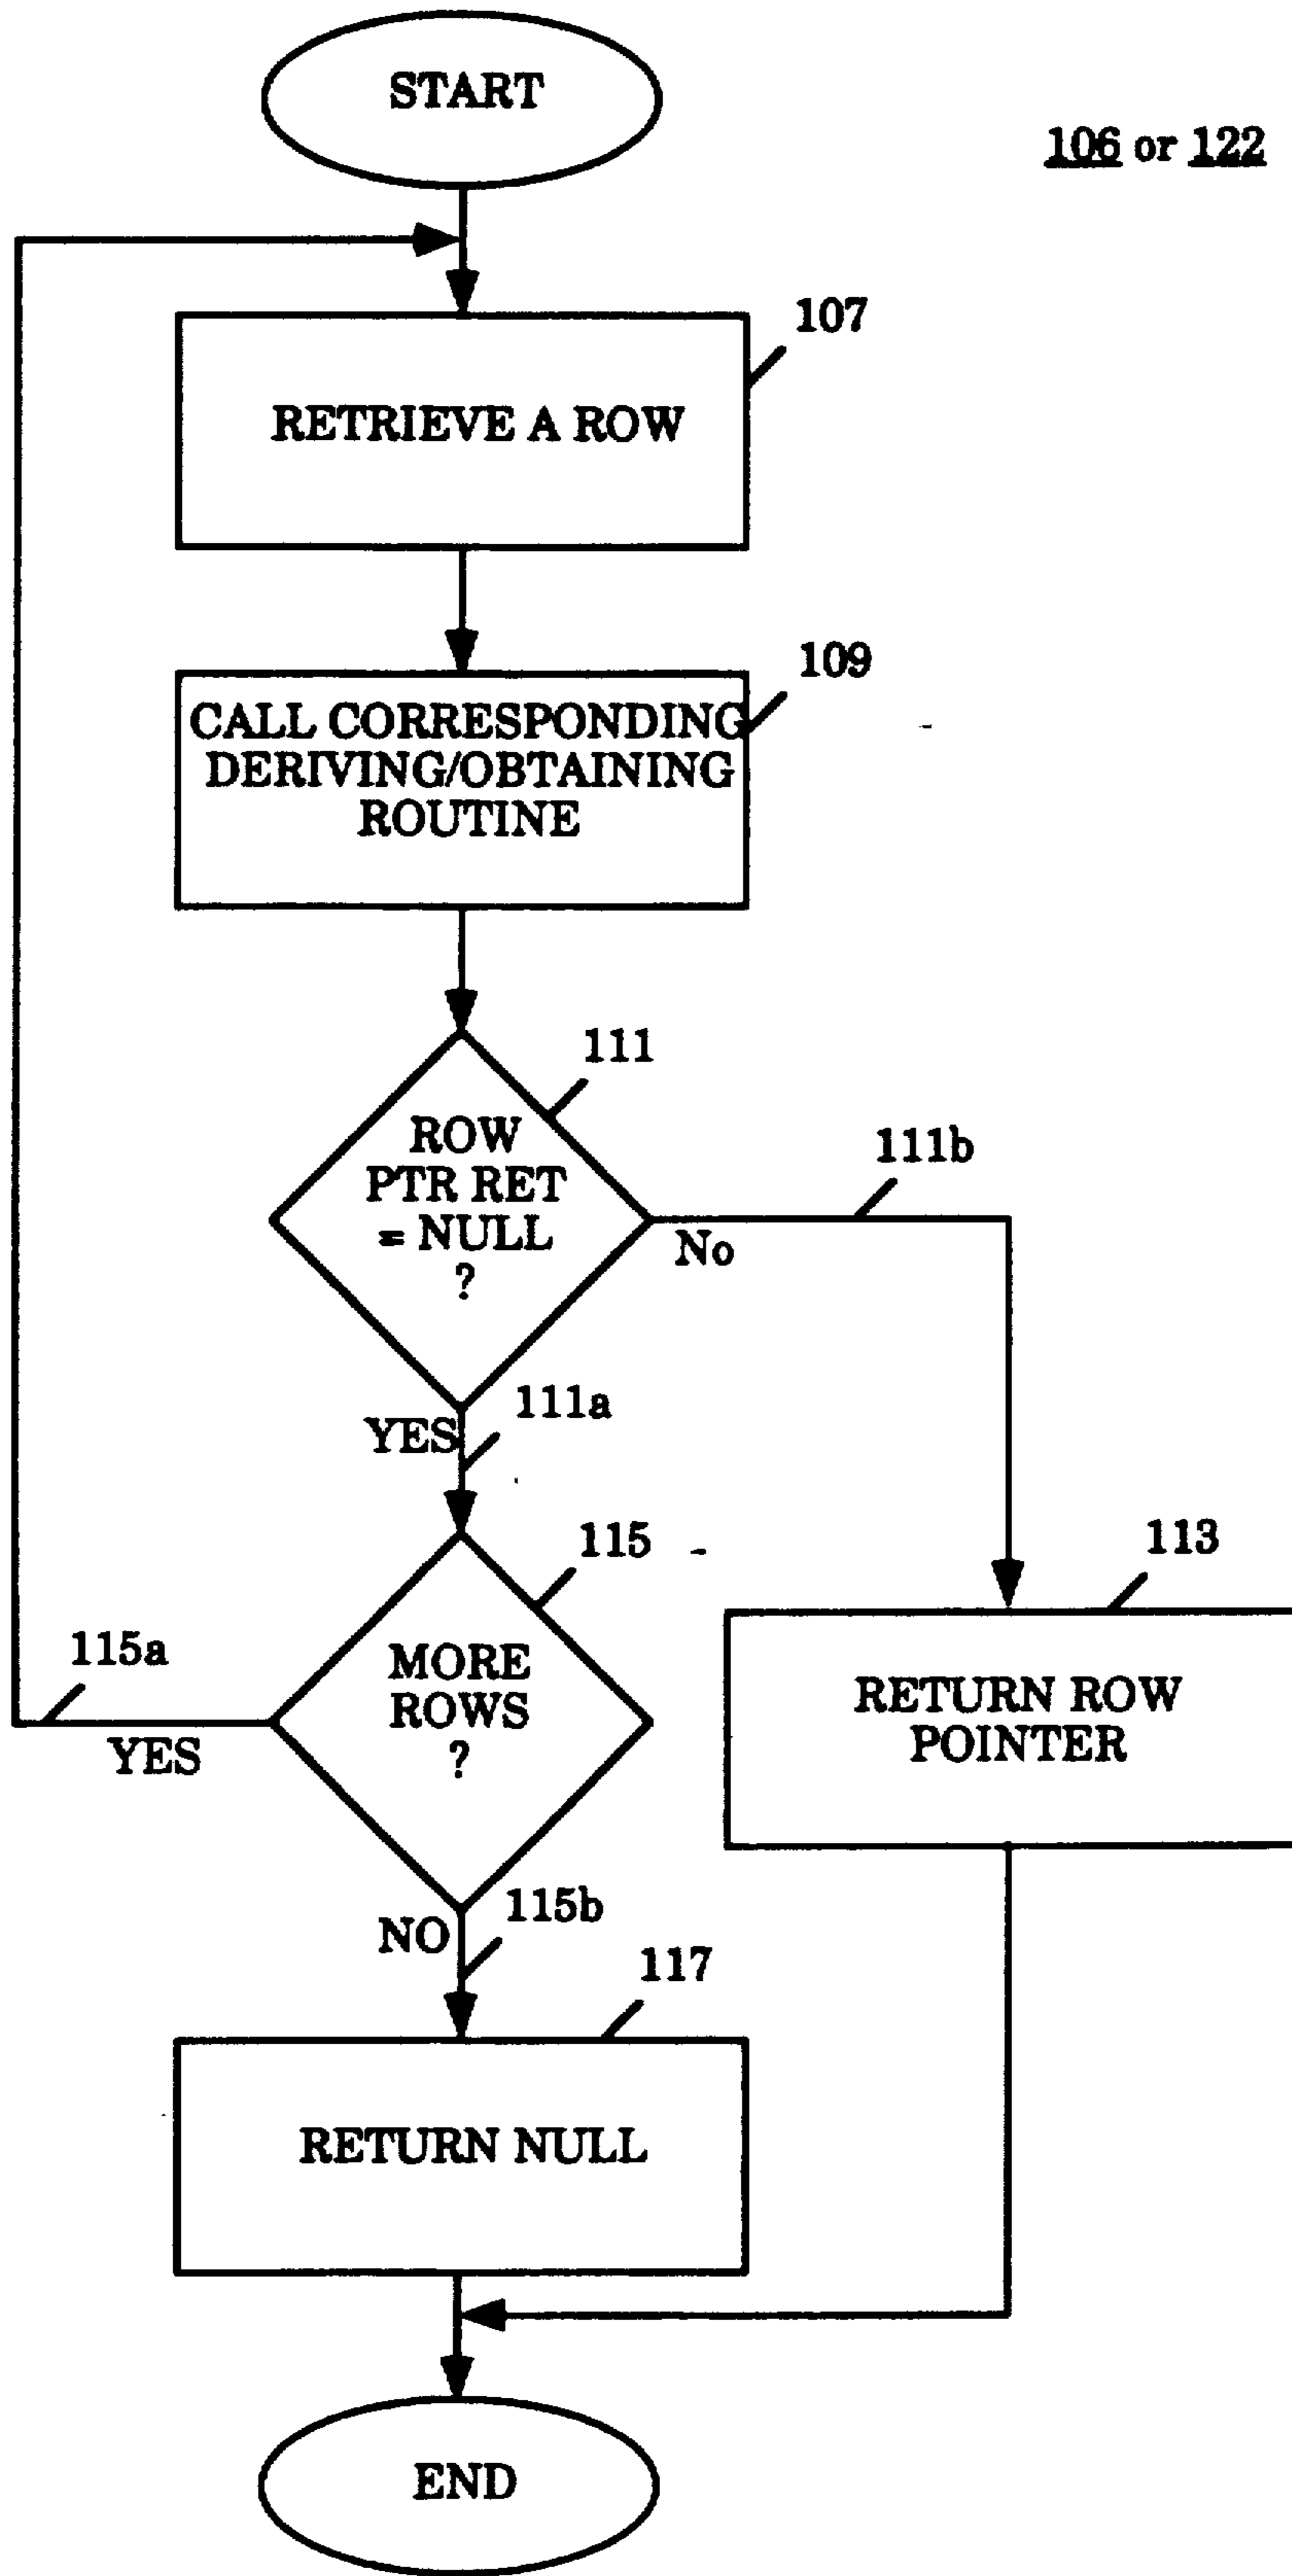 START
106 or 122
107
RETRIEVE A ROW
109
CALL CORRESPONDING
DERIVING/OBTAINING
ROUTINE
111
ROW
PTR RET
= NULL
?
111b
No
111a
YES
115
MORE
ROWS
?
115a
YES
113
RETURN ROW
POINTER
115b
NO
117
RETURN NULL
END